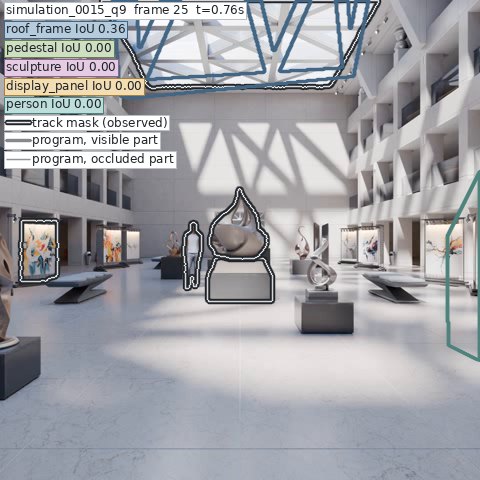 simulation_0015_q9  frame 25  t=0.76s
roof_frame IoU 0.36
pedestal IoU 0.00
sculpture IoU 0.00
display_panel IoU 0.00
person IoU 0.00
track mask (observed)
program, visible part
program, occluded part